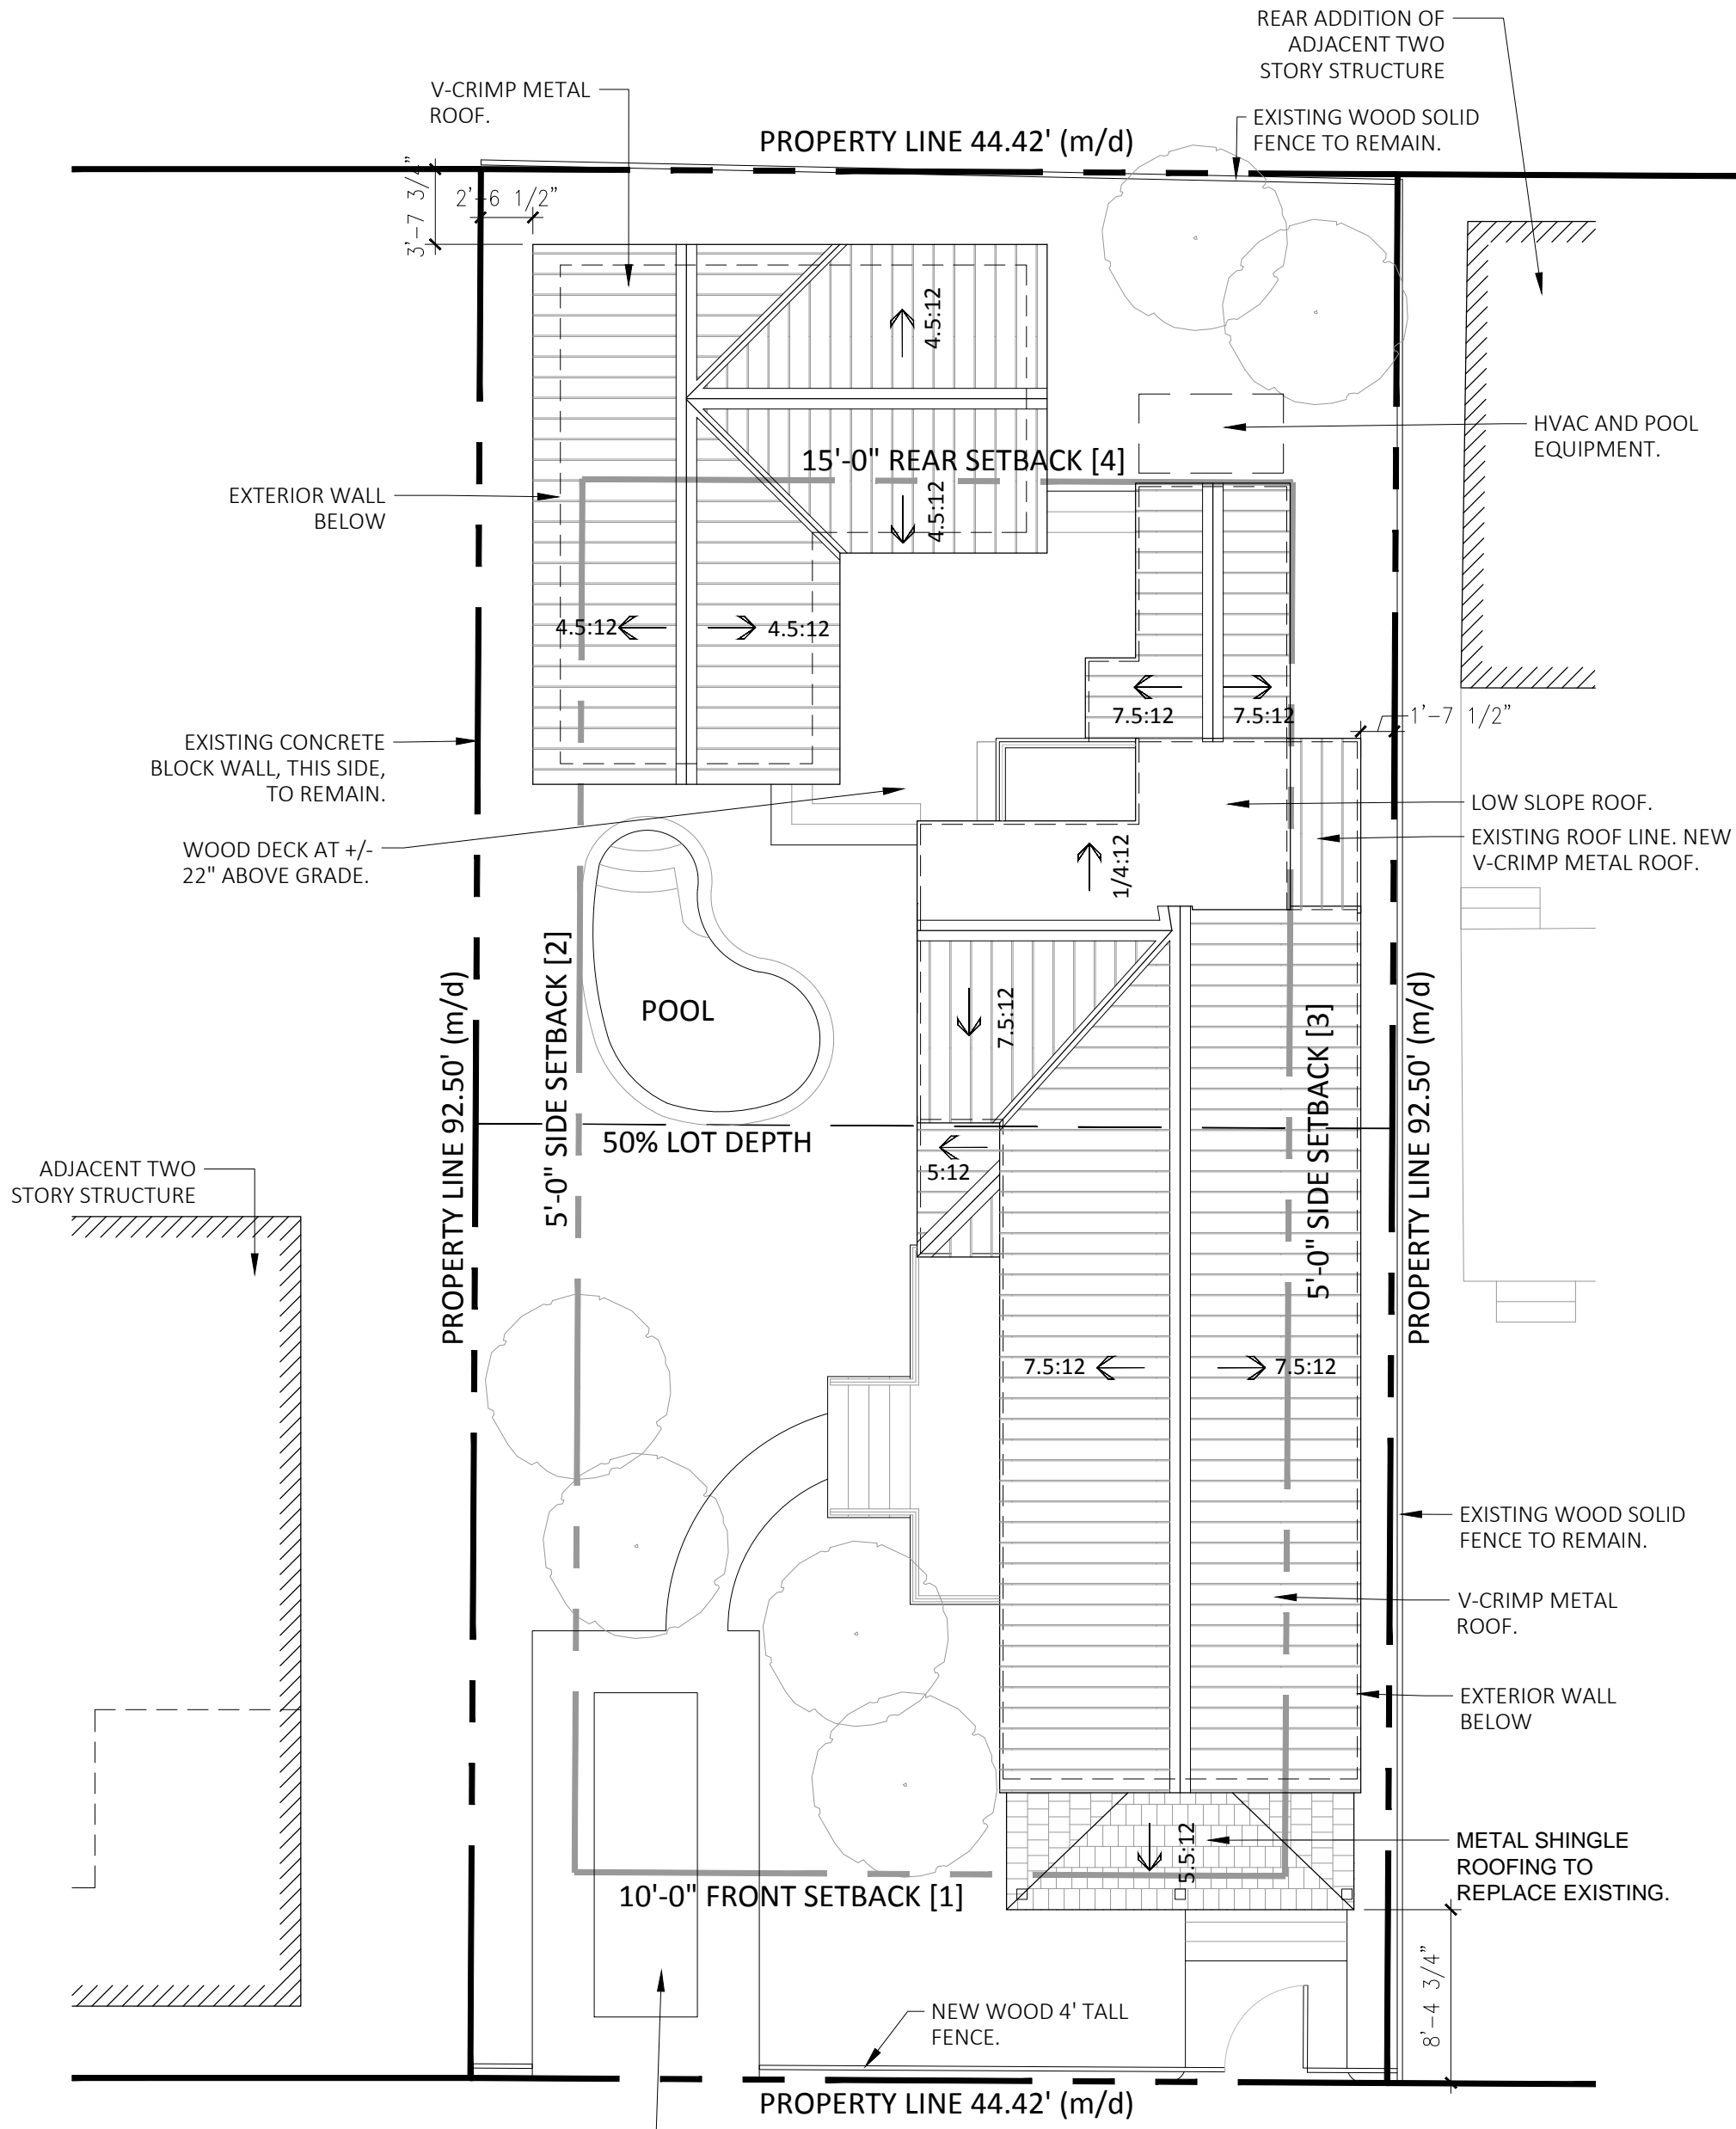 REAR ADDITION OF
ADJACENT TWO
STORY STRUCTURE
V-CRIMP METAL
ROOF.
EXISTING WOOD SOLID
FENCE TO REMAIN.
PROPERTY LINE 44.42' (m/d)
3'-7 3/4"
2'-6 1/2"
4.5:12
HVAC AND POOL
EQUIPMENT.
15'-0" REAR SETBACK [4]
EXTERIOR WALL
BELOW
4.5:12
4.5:12
4.5:12
7.5:12
7.5:12
1'-7 1/2"
EXISTING CONCRETE
BLOCK WALL, THIS SIDE,
TO REMAIN.
LOW SLOPE ROOF.
EXISTING ROOF LINE. NEW
V-CRIMP METAL ROOF.
WOOD DECK AT +/-
22" ABOVE GRADE.
1/4:12
POOL
7.5:12
PROPERTY LINE 92.50' (m/d)
5'-0" SIDE SETBACK [2]
5'-0" SIDE SETBACK [3]
PROPERTY LINE 92.50' (m/d)
50% LOT DEPTH
5:12
ADJACENT TWO
STORY STRUCTURE
7.5:12
7.5:12
EXISTING WOOD SOLID
FENCE TO REMAIN.
V-CRIMP METAL
ROOF.
EXTERIOR WALL
BELOW
5.5:12
METAL SHINGLE
ROOFING TO
REPLACE EXISTING.
10'-0" FRONT SETBACK [1]
8'-4 3/4"
NEW WOOD 4' TALL
FENCE.
PROPERTY LINE 44.42' (m/d)